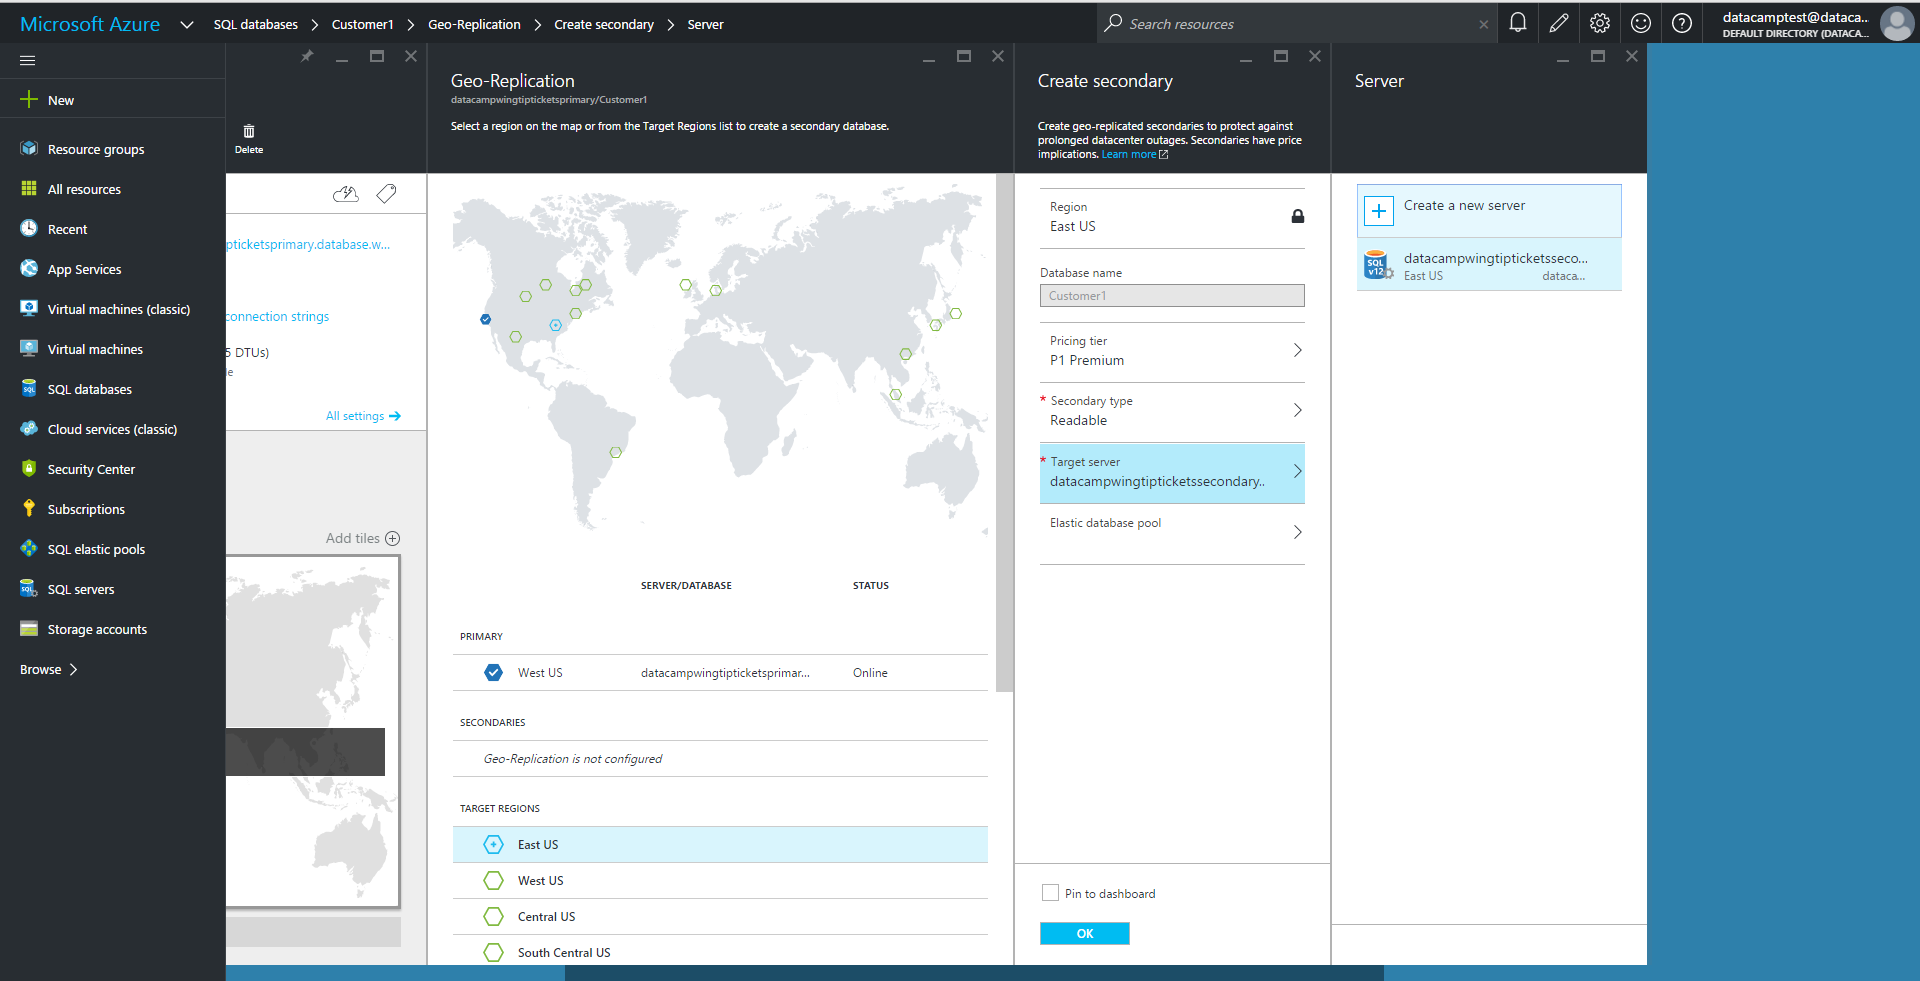 Microsoft Azure
SQL databases
Customer1
Geo-Replication
Create secondary
Server
Search resources
datacamptest@dataca...
DEFAULT DIRECTORY (DATACA...
New
Resource groups
All resources
Recent
App Services
Virtual machines (classic)
Virtual machines
SQL databases
Cloud services (classic)
Security Center
Subscriptions
SQL elastic pools
SQL servers
Storage accounts
Browse
Delete
pticketsprimary.database.w...
connection strings
5 DTUs)
le
All settings
Add tiles
Geo-Replication
datacampwingtipticketsprimary/Customer1
Select a region on the map or from the Target Regions list to create a secondary database.
SERVER/DATABASE
STATUS
PRIMARY
West US
datacampwingtipticketsprimar...
Online
SECONDARIES
Geo-Replication is not configured
TARGET REGIONS
East US
West US
Central US
South Central US
Create secondary
Create geo-replicated secondaries to protect against
prolonged datacenter outages. Secondaries have price
implications. Learn more
Region
East US
Database name
Customer1
Pricing tier
P1 Premium
* Secondary type
Readable
* Target server
datacampwingtipticketssecondary..
Elastic database pool
Pin to dashboard
OK
Server
Create a new server
SQL
v12
datacampwingtipticketsseco...
East US
dataca...